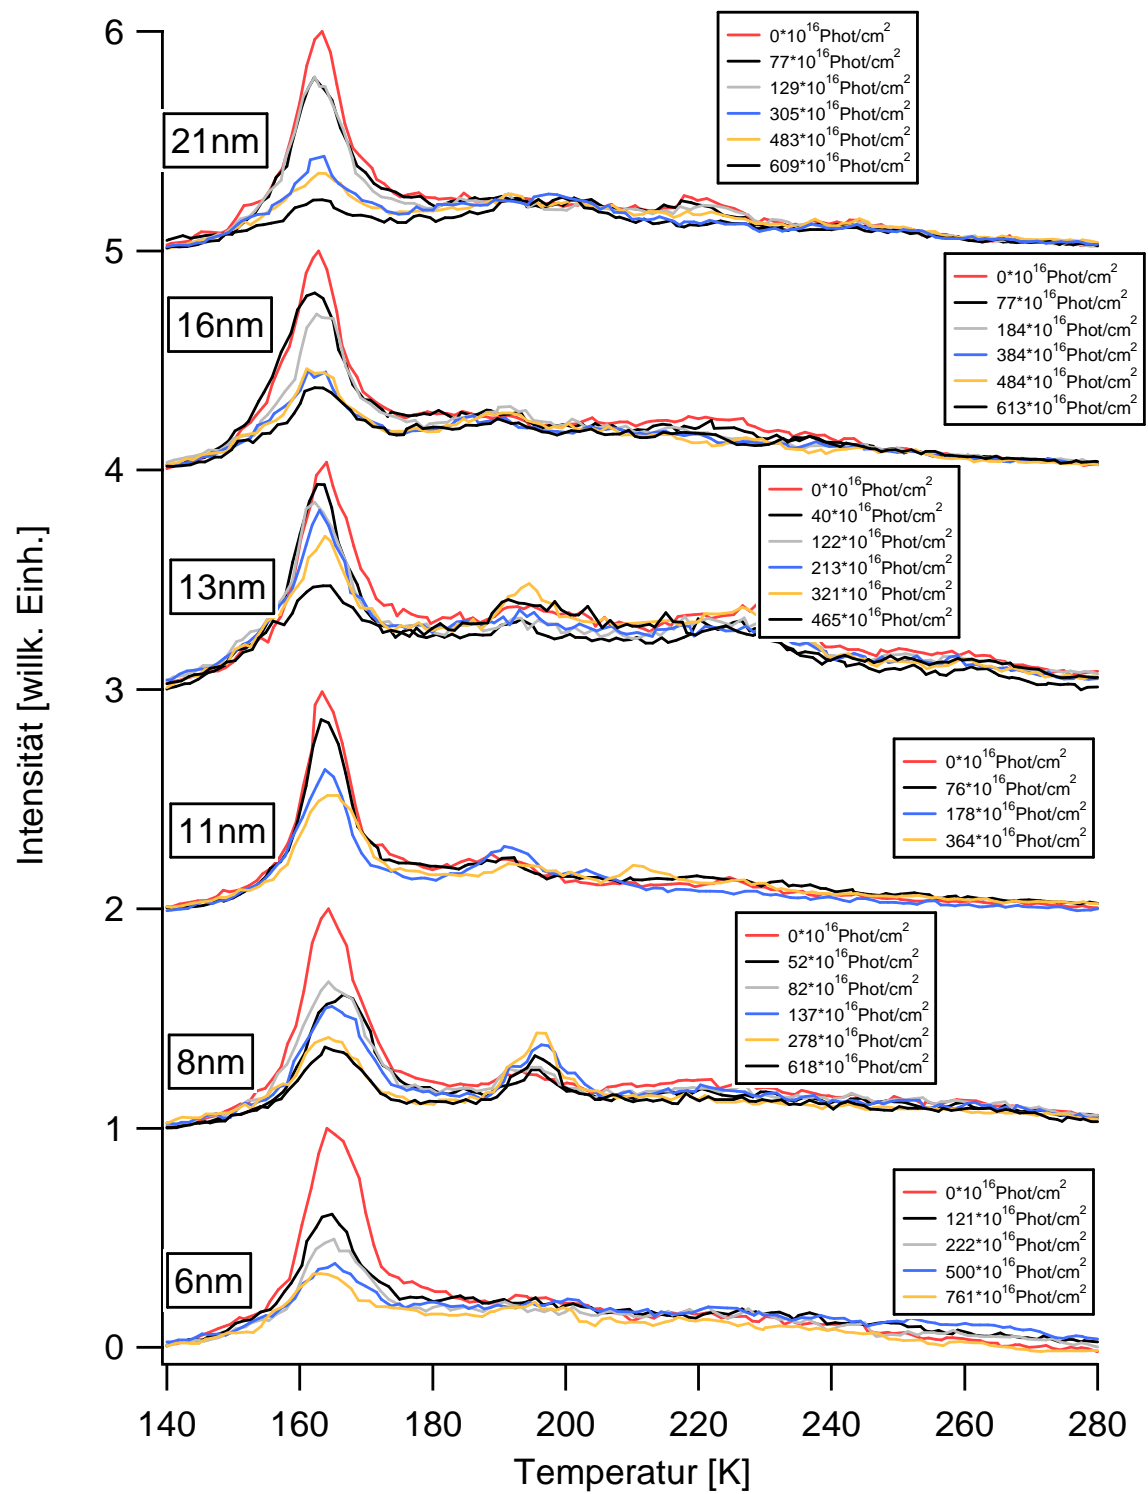 6
0*10^16Phot/cm^2
77*10^16Phot/cm^2
129*10^16Phot/cm^2
305*10^16Phot/cm^2
483*10^16Phot/cm^2
609*10^16Phot/cm^2
21nm
5
0*10^16Phot/cm^2
77*10^16Phot/cm^2
184*10^16Phot/cm^2
384*10^16Phot/cm^2
484*10^16Phot/cm^2
613*10^16Phot/cm^2
16nm
4
0*10^16Phot/cm^2
40*10^16Phot/cm^2
122*10^16Phot/cm^2
213*10^16Phot/cm^2
321*10^16Phot/cm^2
465*10^16Phot/cm^2
13nm
3
Intensität [willk. Einh.]
0*10^16Phot/cm^2
76*10^16Phot/cm^2
178*10^16Phot/cm^2
364*10^16Phot/cm^2
11nm
2
0*10^16Phot/cm^2
52*10^16Phot/cm^2
82*10^16Phot/cm^2
137*10^16Phot/cm^2
278*10^16Phot/cm^2
618*10^16Phot/cm^2
8nm
1
0*10^16Phot/cm^2
121*10^16Phot/cm^2
222*10^16Phot/cm^2
500*10^16Phot/cm^2
761*10^16Phot/cm^2
6nm
0
140 160 180 200 220 240 260 280
Temperatur [K]